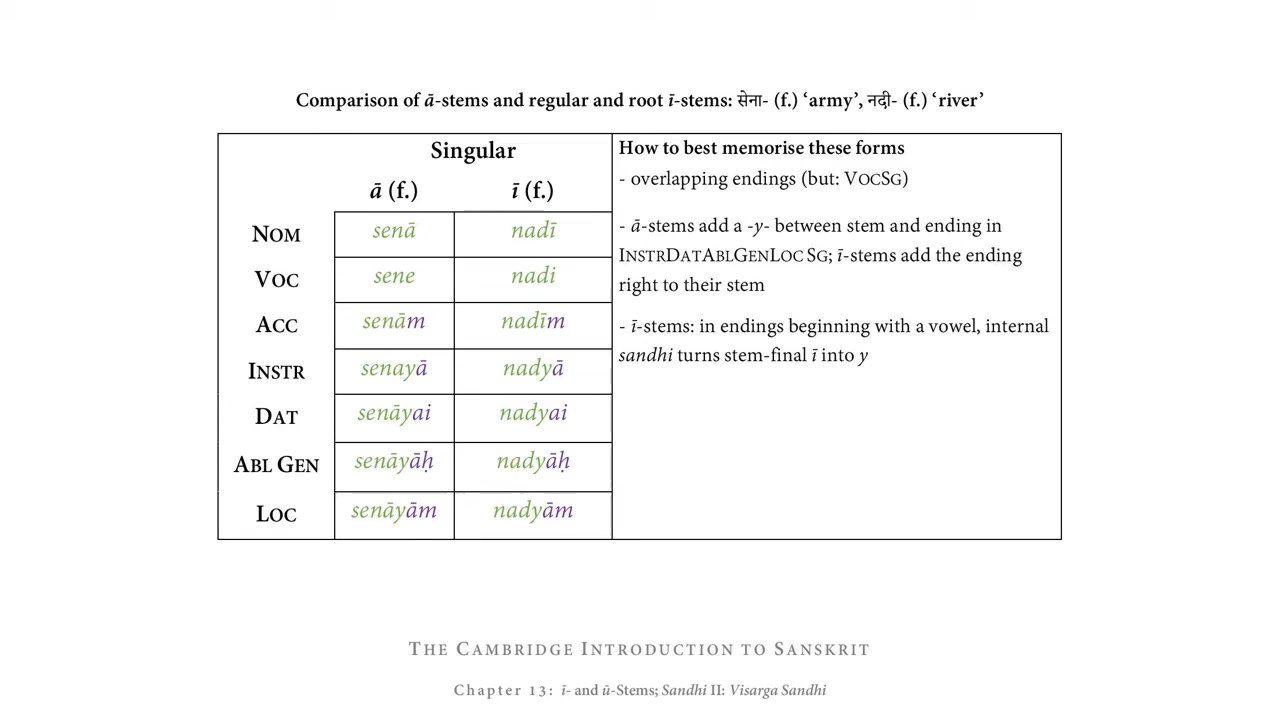 Comparison of ā-stems and regular and root ī-stems: सेना- (f.) ‘army’, नदी- (f.) ‘river’
Singular
ā (f.) ī (f.)
NOM senā nadī
VOC sene nadi
ACC senām nadīm
INSTR senayā nadyā
DAT senāyai nadyai
ABL GEN senāyāḥ nadyāḥ
LOC senāyām nadyām
How to best memorise these forms
- overlapping endings (but: VOCSG)
- ā-stems add a -y- between stem and ending in
INSTRDATABLGENLOC SG; ī-stems add the ending
right to their stem
- ī-stems: in endings beginning with a vowel, internal
sandhi turns stem-final ī into y
THE CAMBRIDGE INTRODUCTION TO SANSKRIT
Chapter 13: ī- and ū-Stems; Sandhi II: Visarga Sandhi